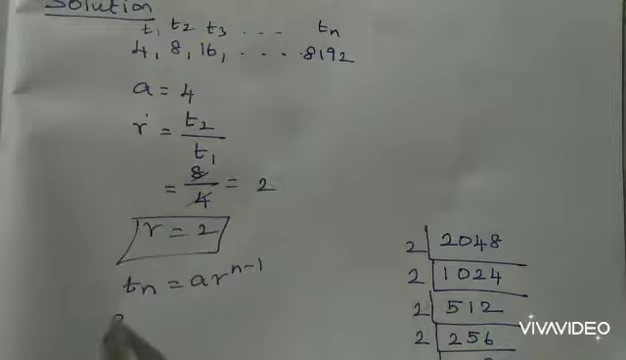 Solution
t1 t2 t3 .... tn
4, 8, 16, ..... 8192
a = 4
r = t2/t1
= 8/4 = 2
r = 2
tn = ar^n-1
2 | 2048
2 | 1024
2 | 512
2 | 256
VIVAVIDEO